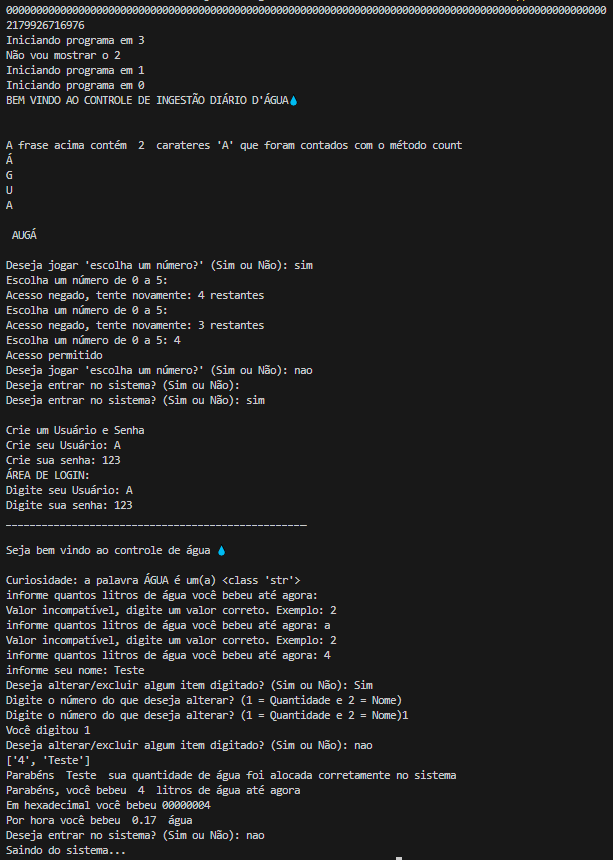 0000000000000000000000000000000000000000000000000000000000000000000000000000000000000000000000000000
2179926716976
Iniciando programa em 3
Não vou mostrar o 2
Iniciando programa em 1
Iniciando programa em 0
BEM VINDO AO CONTROLE DE INGESTÃO DIÁRIO D'ÁGUA💧
A frase acima contém  2  carateres 'A' que foram contados com o método count
Á
G
U
A
AUGÁ
Deseja jogar 'escolha um número?' (Sim ou Não): sim
Escolha um número de 0 a 5:
Acesso negado, tente novamente: 4 restantes
Escolha um número de 0 a 5:
Acesso negado, tente novamente: 3 restantes
Escolha um número de 0 a 5: 4
Acesso permitido
Deseja jogar 'escolha um número?' (Sim ou Não): nao
Deseja entrar no sistema? (Sim ou Não):
Deseja entrar no sistema? (Sim ou Não): sim
Crie um Usuário e Senha
Crie seu Usuário: A
Crie sua senha: 123
ÁREA DE LOGIN:
Digite seu Usuário: A
Digite sua senha: 123
___________________________________________________
Seja bem vindo ao controle de água 💧
Curiosidade: a palavra ÁGUA é um(a) <class 'str'>
informe quantos litros de água você bebeu até agora:
Valor incompatível, digite um valor correto. Exemplo: 2
informe quantos litros de água você bebeu até agora: a
Valor incompatível, digite um valor correto. Exemplo: 2
informe quantos litros de água você bebeu até agora: 4
informe seu nome: Teste
Deseja alterar/excluir algum item digitado? (Sim ou Não): Sim
Digite o número do que deseja alterar? (1 = Quantidade e 2 = Nome)
Digite o número do que deseja alterar? (1 = Quantidade e 2 = Nome)1
Você digitou 1
Deseja alterar/excluir algum item digitado? (Sim ou Não): nao
['4', 'Teste']
Parabéns  Teste  sua quantidade de água foi alocada corretamente no sistema
Parabéns, você bebeu  4  litros de água até agora
Em hexadecimal você bebeu 00000004
Por hora você bebeu  0.17  água
Deseja entrar no sistema? (Sim ou Não): nao
Saindo do sistema...